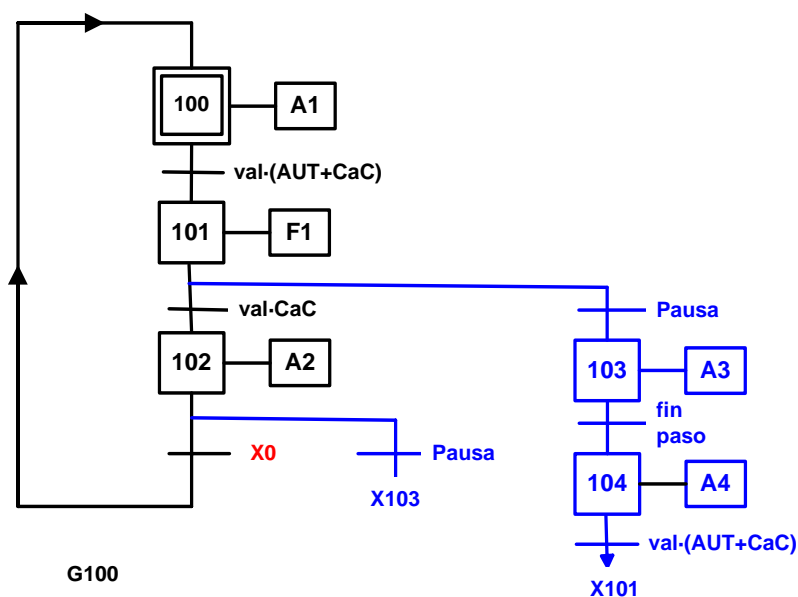 100
A1
val·(AUT+CaC)
101
F1
val·CaC
Pausa
102
A2
103
A3
fin
paso
X0
Pausa
X103
104
A4
val·(AUT+CaC)
G100
X101